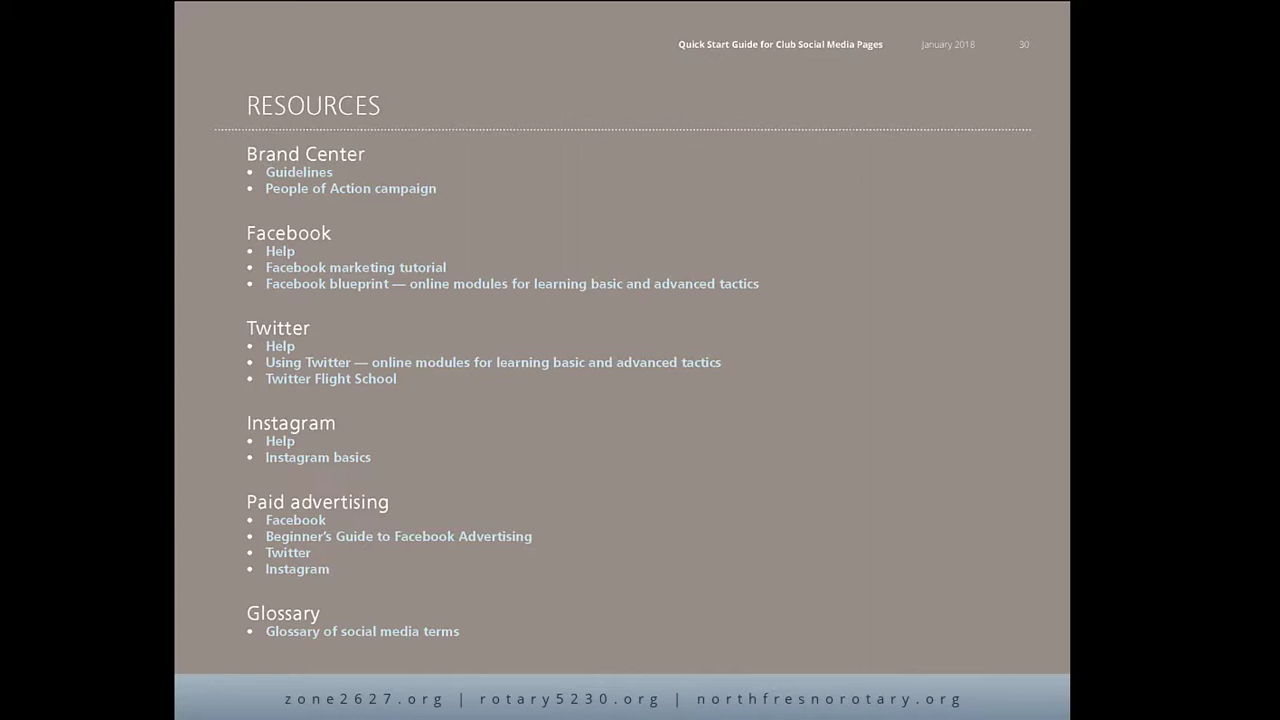 Quick Start Guide for Club Social Media Pages January 2018 30
RESOURCES
Brand Center
• Guidelines
• People of Action campaign
Facebook
• Help
• Facebook marketing tutorial
• Facebook blueprint — online modules for learning basic and advanced tactics
Twitter
• Help
• Using Twitter — online modules for learning basic and advanced tactics
• Twitter Flight School
Instagram
• Help
• Instagram basics
Paid advertising
• Facebook
• Beginner’s Guide to Facebook Advertising
• Twitter
• Instagram
Glossary
• Glossary of social media terms
zone2627.org | rotary5230.org | northfresnorotary.org